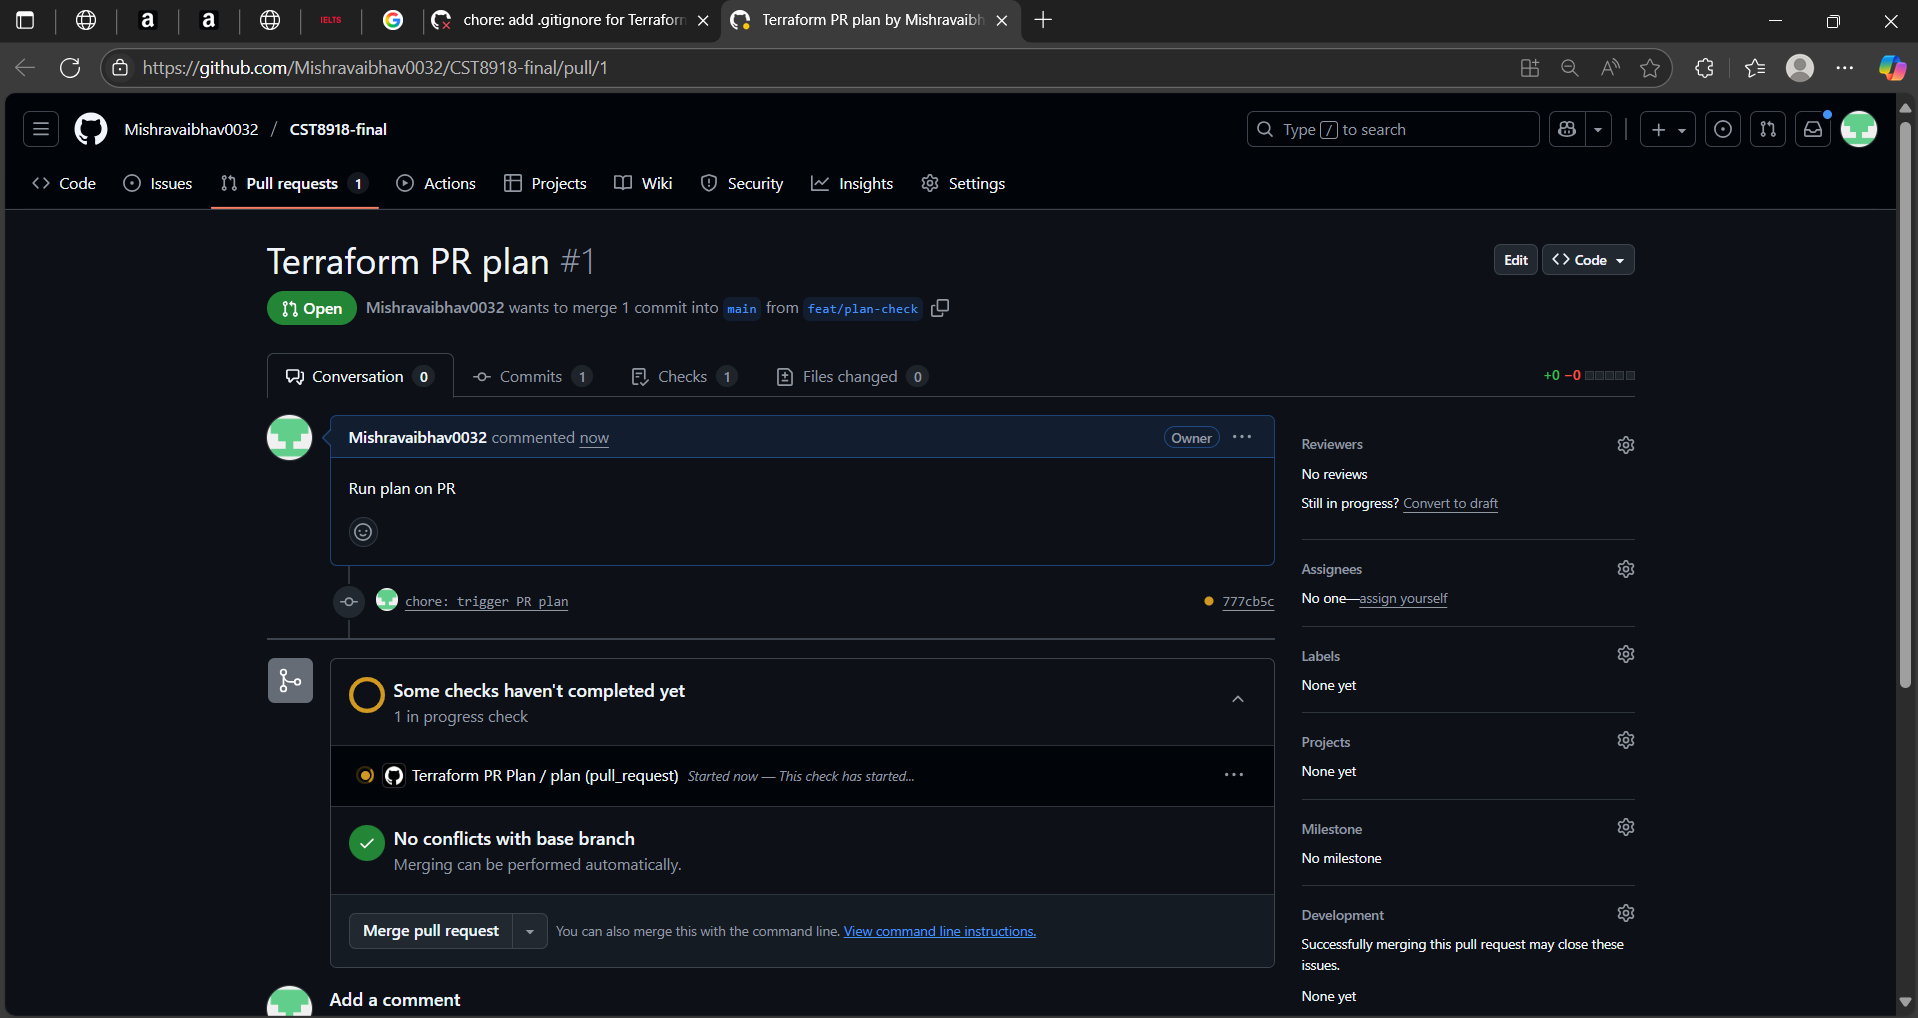 IELTS
chore: add .gitignore for Terraform
Terraform PR plan by Mishravaibh
https://github.com/Mishravaibhav0032/CST8918-final/pull/1
Mishravaibhav0032 / CST8918-final
Type / to search
Code
Issues
Pull requests 1
Actions
Projects
Wiki
Security
Insights
Settings
Terraform PR plan #1
Edit
<> Code
Open
Mishravaibhav0032 wants to merge 1 commit into main from feat/plan-check
Conversation 0
Commits 1
Checks 1
Files changed 0
+0 −0
Mishravaibhav0032 commented now
Owner
Run plan on PR
chore: trigger PR plan
777cb5c
Some checks haven't completed yet
1 in progress check
Terraform PR Plan / plan (pull_request) Started now — This check has started...
No conflicts with base branch
Merging can be performed automatically.
Merge pull request
You can also merge this with the command line. View command line instructions.
Add a comment
Reviewers
No reviews
Still in progress? Convert to draft
Assignees
No one—assign yourself
Labels
None yet
Projects
None yet
Milestone
No milestone
Development
Successfully merging this pull request may close these
issues.
None yet